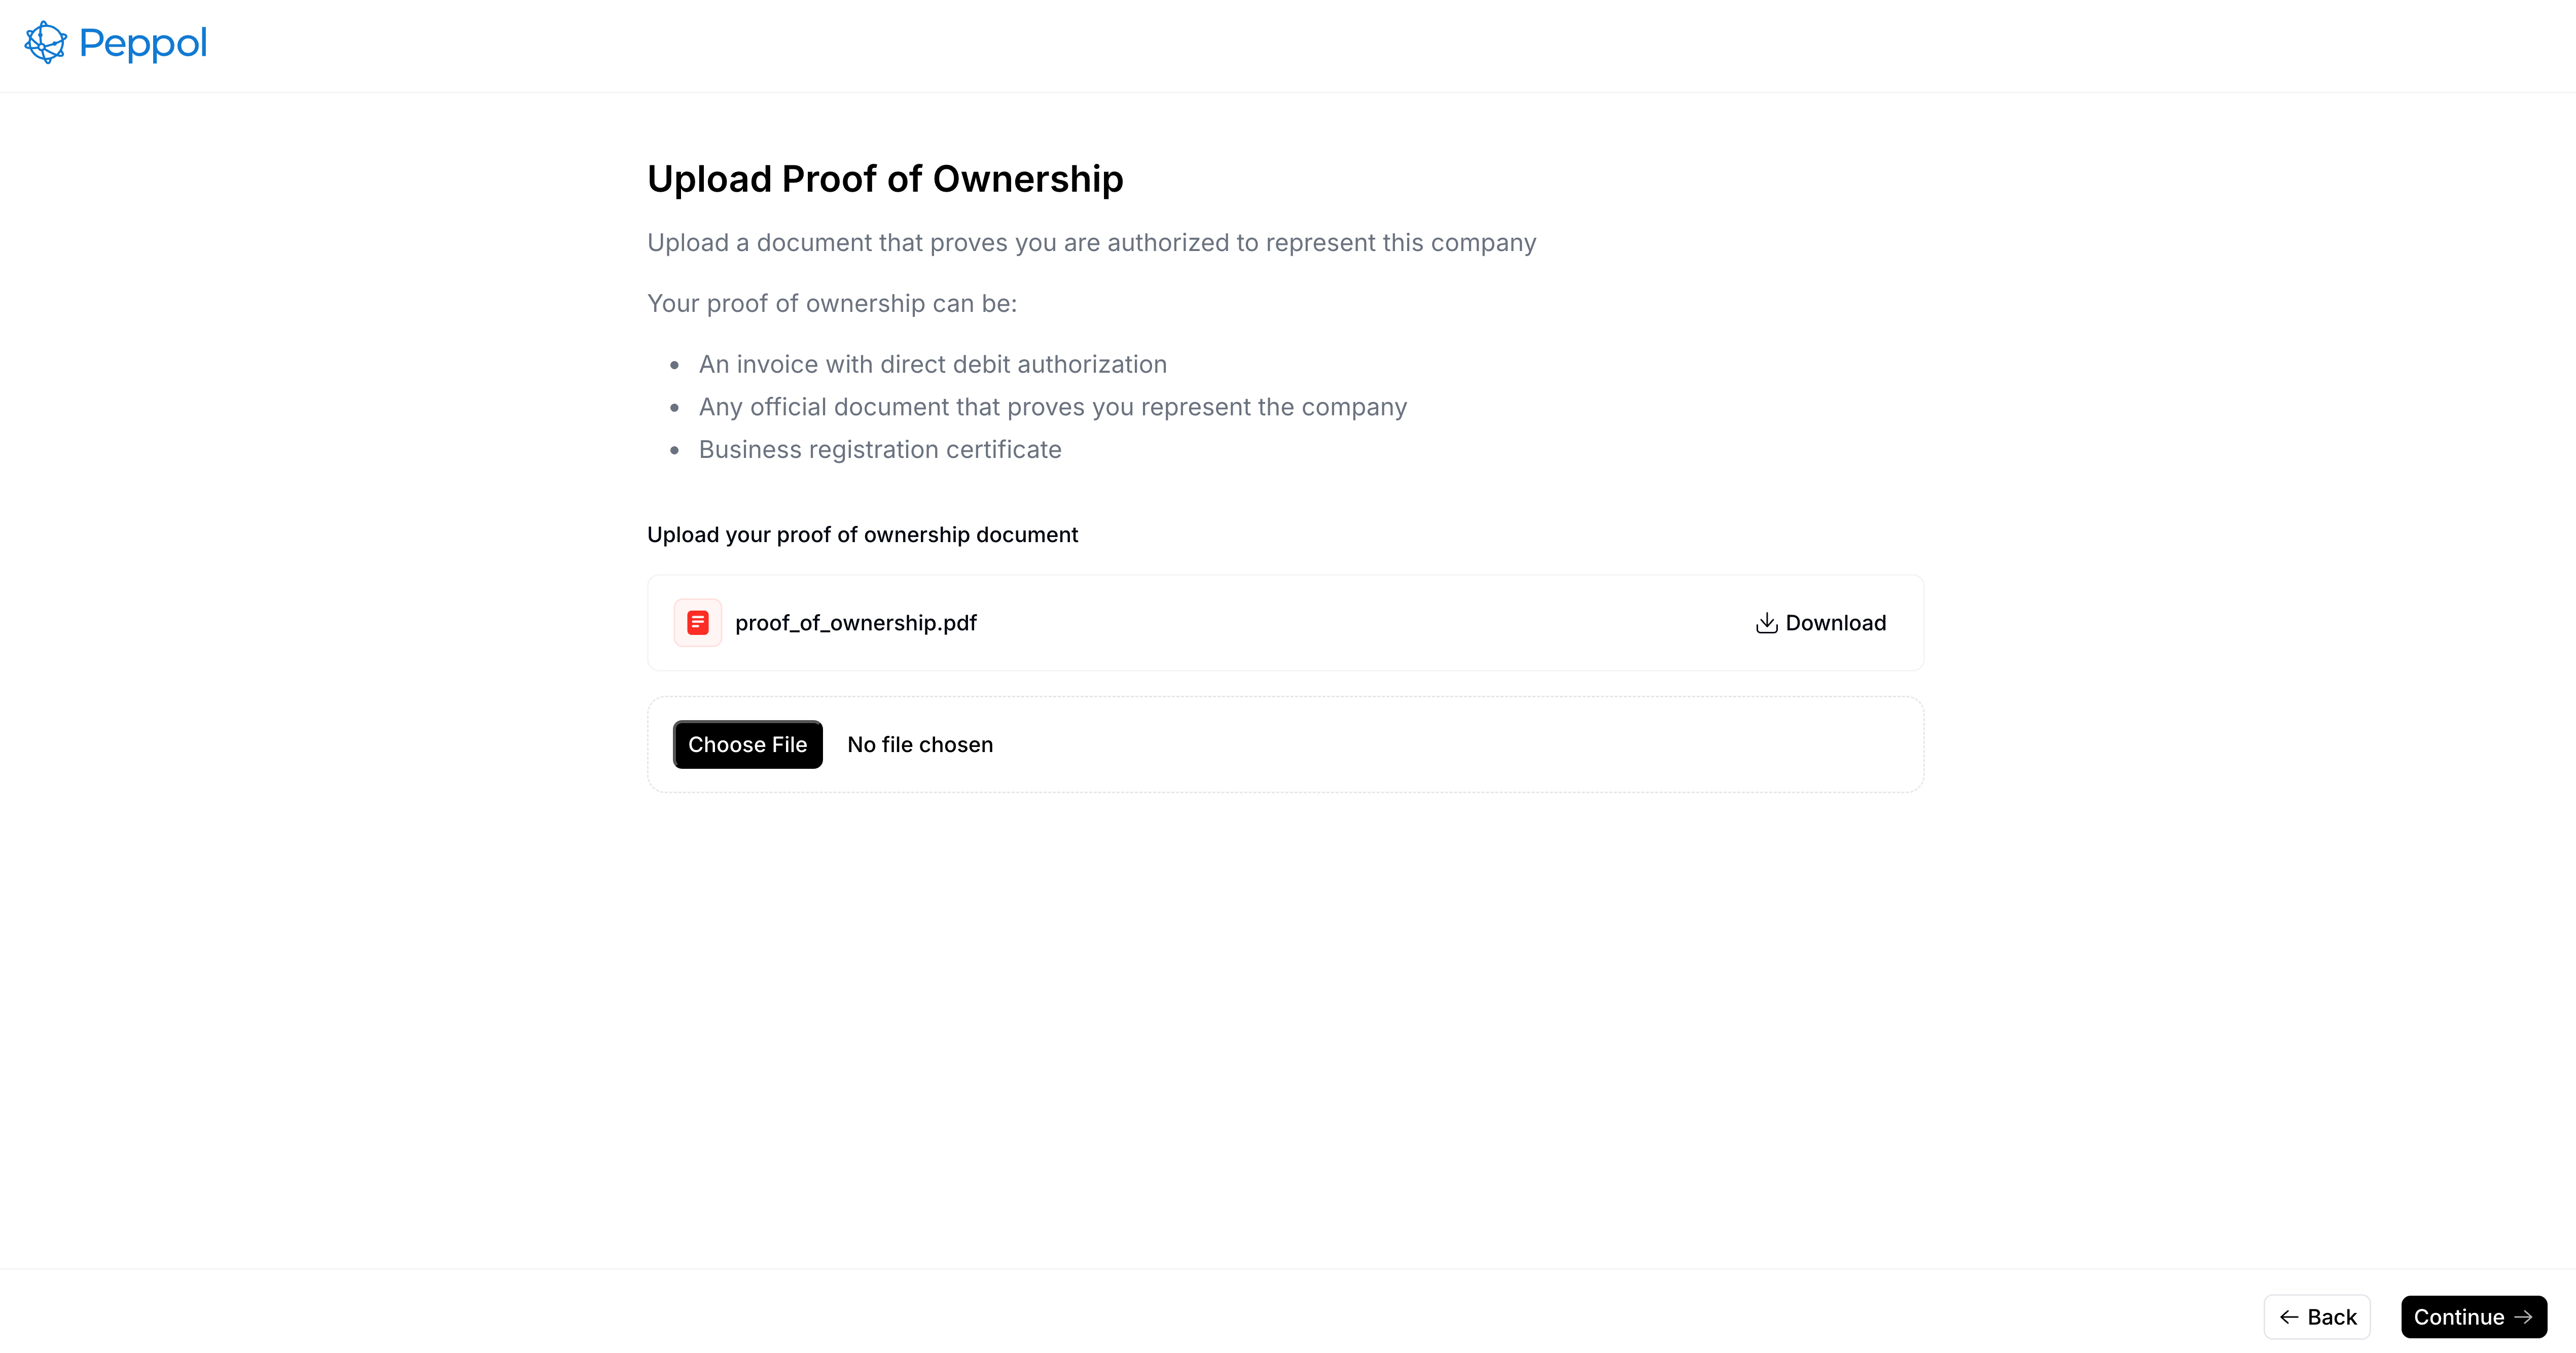 Peppol
Upload Proof of Ownership
Upload a document that proves you are authorized to represent this company
Your proof of ownership can be:
An invoice with direct debit authorization
Any official document that proves you represent the company
Business registration certificate
Upload your proof of ownership document
proof_of_ownership.pdf
Download
Choose File
No file chosen
Back
Continue